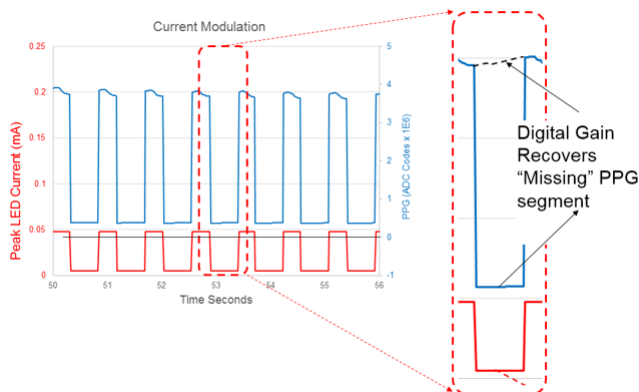 Current Modulation
0.25
0.2
0.15
0.1
0.05
0
Peak LED Current (mA)
5
4
3
2
1
0
-1
PPG (ADC Codes x 1E6)
50
51
52
53
54
55
56
Time Seconds
Digital Gain
Recovers
“Missing” PPG
segment